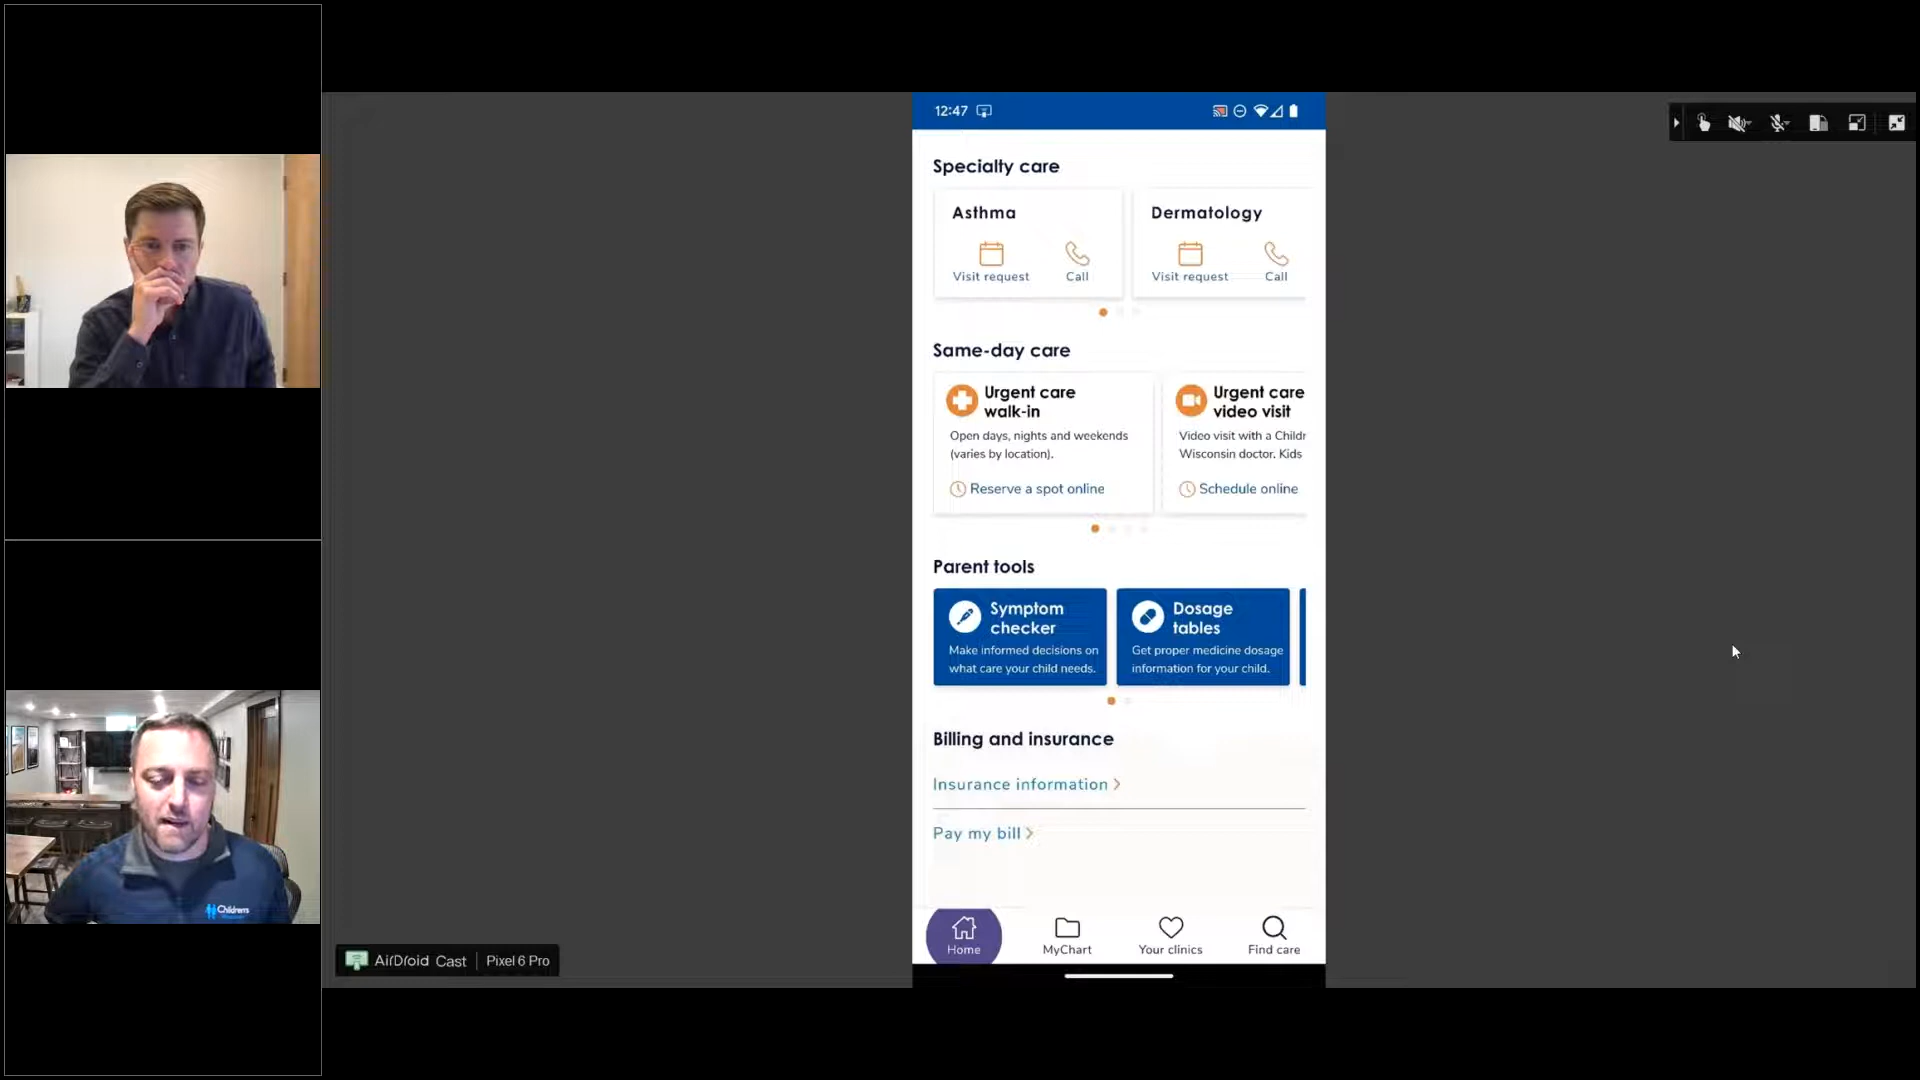 12:47
Specialty care
Asthma
Dermatology
Visit request
Call
Visit request
Call
Same-day care
Urgent care
walk-in
Open days, nights and weekends
(varies by location).
Reserve a spot online
Urgent care
video visit
Video visit with a Childr
Wisconsin doctor. Kids
Schedule online
Parent tools
Symptom
checker
Make informed decisions on
what care your child needs.
Dosage
tables
Get proper medicine dosage
information for your child.
Billing and insurance
Insurance information
Pay my bill
Home
MyChart
Your clinics
Find care
AirDroid Cast
Pixel 6 Pro
Childrens